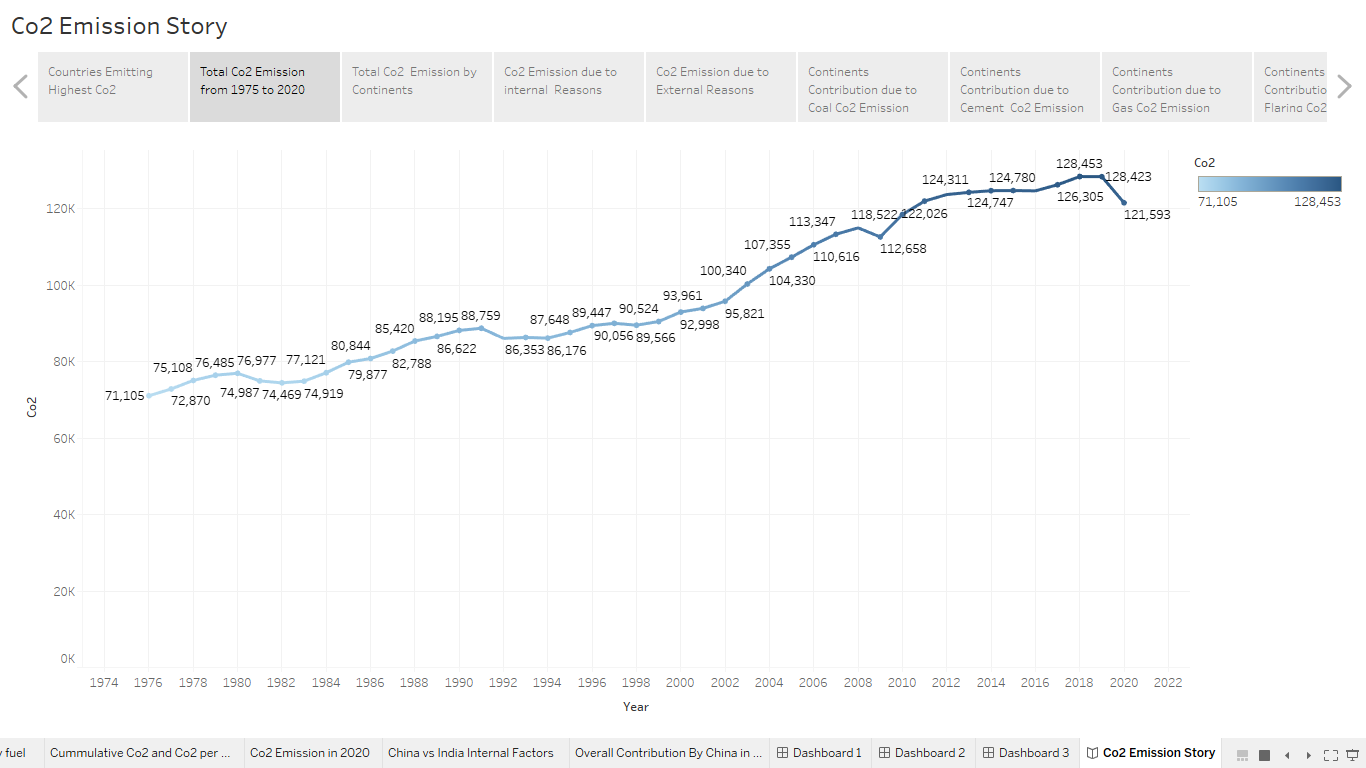 Co2 Emission Story
Countries Emitting
Highest Co2
Total Co2 Emission
from 1975 to 2020
Total Co2 Emission by
Continents
Co2 Emission due to
internal Reasons
Co2 Emission due to
External Reasons
Continents
Contribution due to
Coal Co2 Emission
Continents
Contribution due to
Cement Co2 Emission
Continents
Contribution due to
Gas Co2 Emission
Continents
Contributio
Flaring Co2
Co2
71,105 128,453
120K
100K
80K
60K
40K
20K
0K
Co2
71,105
72,870
75,108
76,485
76,977
74,987
74,469
74,919
77,121
79,877
80,844
82,788
85,420
86,622
88,195
88,759
86,353
86,176
87,648
89,447
90,056
89,566
90,524
92,998
93,961
95,821
100,340
104,330
107,355
110,616
113,347
112,658
118,522
122,026
124,311
124,747
124,780
126,305
128,453
128,423
121,593
1974 1976 1978 1980 1982 1984 1986 1988 1990 1992 1994 1996 1998 2000 2002 2004 2006 2008 2010 2012 2014 2016 2018 2020 2022
Year
y fuel Cummulative Co2 and Co2 per ... Co2 Emission in 2020 China vs India Internal Factors Overall Contribution By China in ... Dashboard 1 Dashboard 2 Dashboard 3 Co2 Emission Story